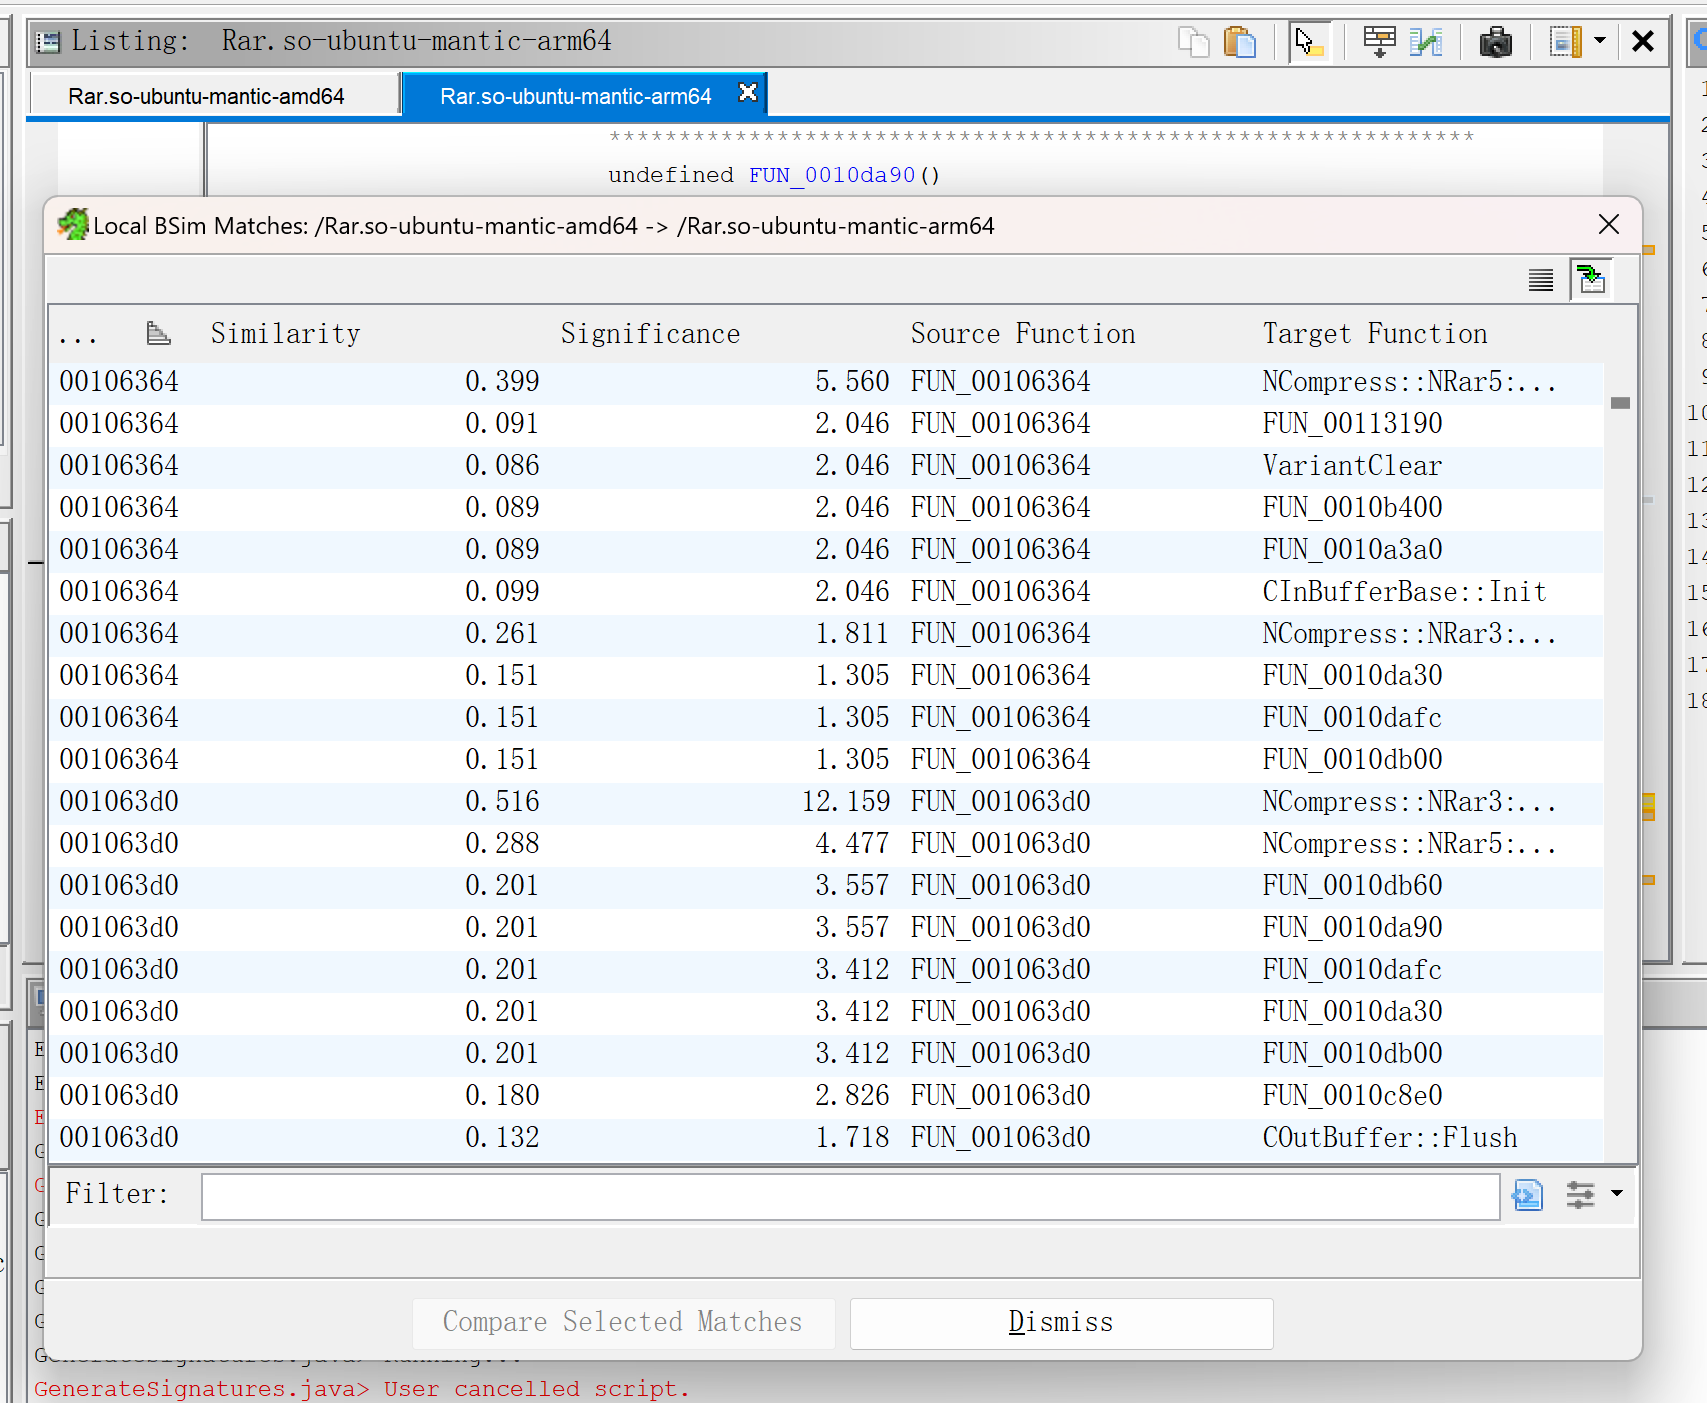 Listing: Rar.so-ubuntu-mantic-arm64
Rar.so-ubuntu-mantic-amd64 Rar.so-ubuntu-mantic-arm64
**************************************************************
undefined FUN_0010da90()
Local BSim Matches: /Rar.so-ubuntu-mantic-amd64 -> /Rar.so-ubuntu-mantic-arm64
... Similarity Significance Source Function Target Function
00106364 0.399 5.560 FUN_00106364 NCompress::NRar5:...
00106364 0.091 2.046 FUN_00106364 FUN_00113190
00106364 0.086 2.046 FUN_00106364 VariantClear
00106364 0.089 2.046 FUN_00106364 FUN_0010b400
00106364 0.089 2.046 FUN_00106364 FUN_0010a3a0
00106364 0.099 2.046 FUN_00106364 CInBufferBase::Init
00106364 0.261 1.811 FUN_00106364 NCompress::NRar3:...
00106364 0.151 1.305 FUN_00106364 FUN_0010da30
00106364 0.151 1.305 FUN_00106364 FUN_0010dafc
00106364 0.151 1.305 FUN_00106364 FUN_0010db00
001063d0 0.516 12.159 FUN_001063d0 NCompress::NRar3:...
001063d0 0.288 4.477 FUN_001063d0 NCompress::NRar5:...
001063d0 0.201 3.557 FUN_001063d0 FUN_0010db60
001063d0 0.201 3.557 FUN_001063d0 FUN_0010da90
001063d0 0.201 3.412 FUN_001063d0 FUN_0010dafc
001063d0 0.201 3.412 FUN_001063d0 FUN_0010da30
001063d0 0.201 3.412 FUN_001063d0 FUN_0010db00
001063d0 0.180 2.826 FUN_001063d0 FUN_0010c8e0
001063d0 0.132 1.718 FUN_001063d0 COutBuffer::Flush
Filter:
Compare Selected Matches Dismiss
GenerateSignatures.java> Running...
GenerateSignatures.java> User cancelled script.